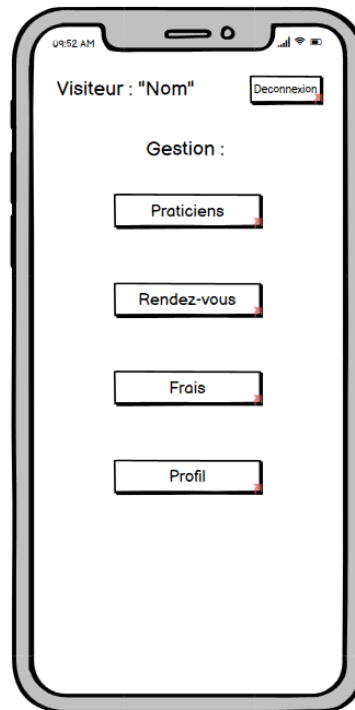 09:52 AM
Visiteur : "Nom"
Deconnexion
Gestion :
Praticiens
Rendez-vous
Frais
Profil